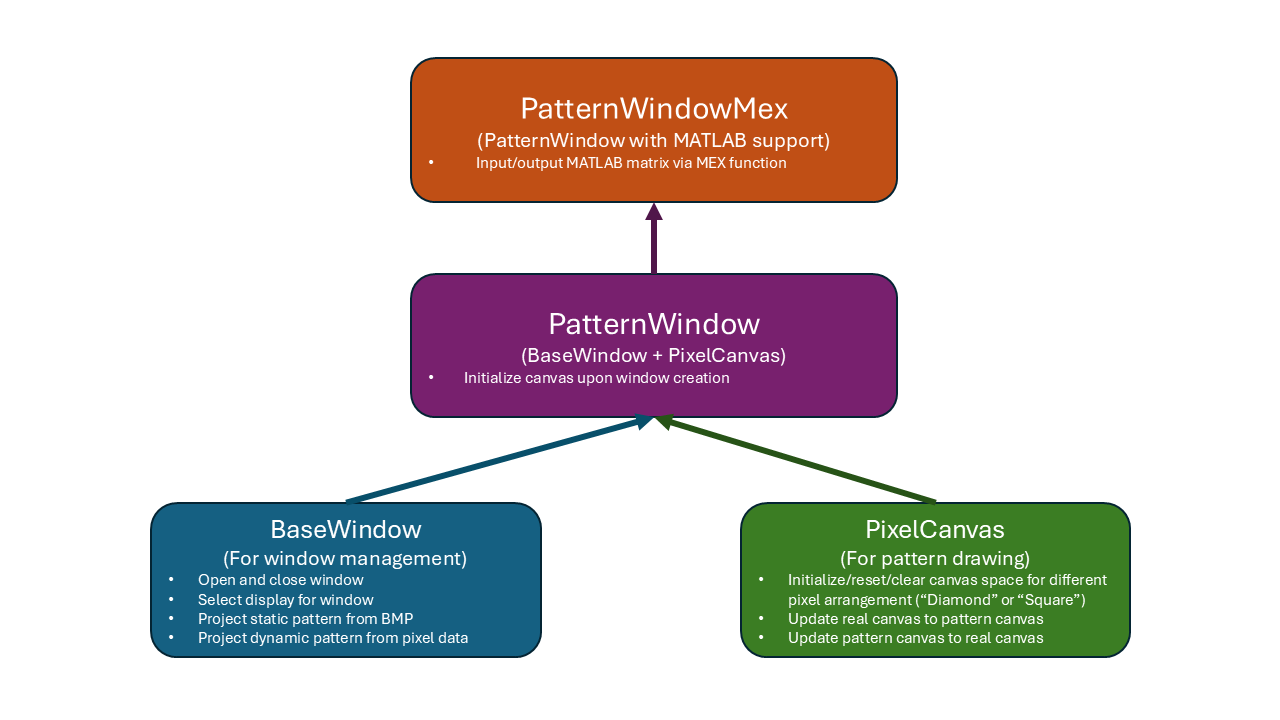 PatternWindowMex
(PatternWindow with MATLAB support)
• Input/output MATLAB matrix via MEX function
PatternWindow
(BaseWindow + PixelCanvas)
• Initialize canvas upon window creation
BaseWindow
(For window management)
• Open and close window
• Select display for window
• Project static pattern from BMP
• Project dynamic pattern from pixel data
PixelCanvas
(For pattern drawing)
• Initialize/reset/clear canvas space for different
pixel arrangement (“Diamond” or “Square”)
• Update real canvas to pattern canvas
• Update pattern canvas to real canvas